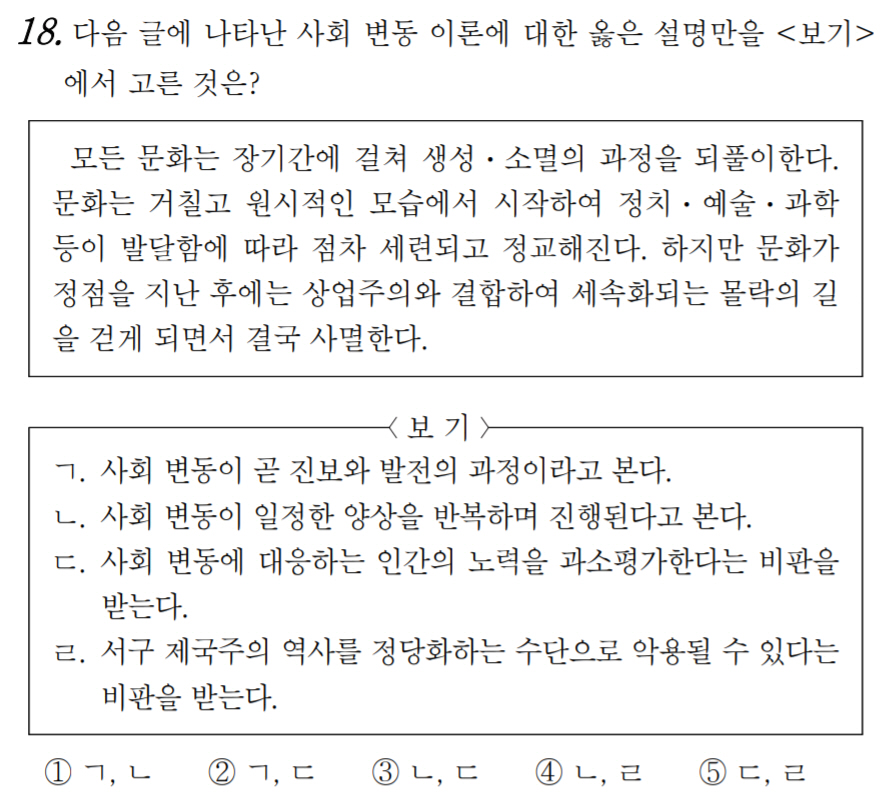 18. 다음 글에 나타난 사회 변동 이론에 대한 옳은 설명만을 <보기>
에서 고른 것은?
모든 문화는 장기간에 걸쳐 생성・소멸의 과정을 되풀이한다.
문화는 거칠고 원시적인 모습에서 시작하여 정치・예술・과학
등이 발달함에 따라 점차 세련되고 정교해진다. 하지만 문화가
정점을 지난 후에는 상업주의와 결합하여 세속화되는 몰락의 길
을 걷게 되면서 결국 사멸한다.
〈보 기〉
ㄱ. 사회 변동이 곧 진보와 발전의 과정이라고 본다.
ㄴ. 사회 변동이 일정한 양상을 반복하며 진행된다고 본다.
ㄷ. 사회 변동에 대응하는 인간의 노력을 과소평가한다는 비판을
받는다.
ㄹ. 서구 제국주의 역사를 정당화하는 수단으로 악용될 수 있다는
비판을 받는다.
① ㄱ, ㄴ ② ㄱ, ㄷ ③ ㄴ, ㄷ ④ ㄴ, ㄹ ⑤ ㄷ, ㄹ